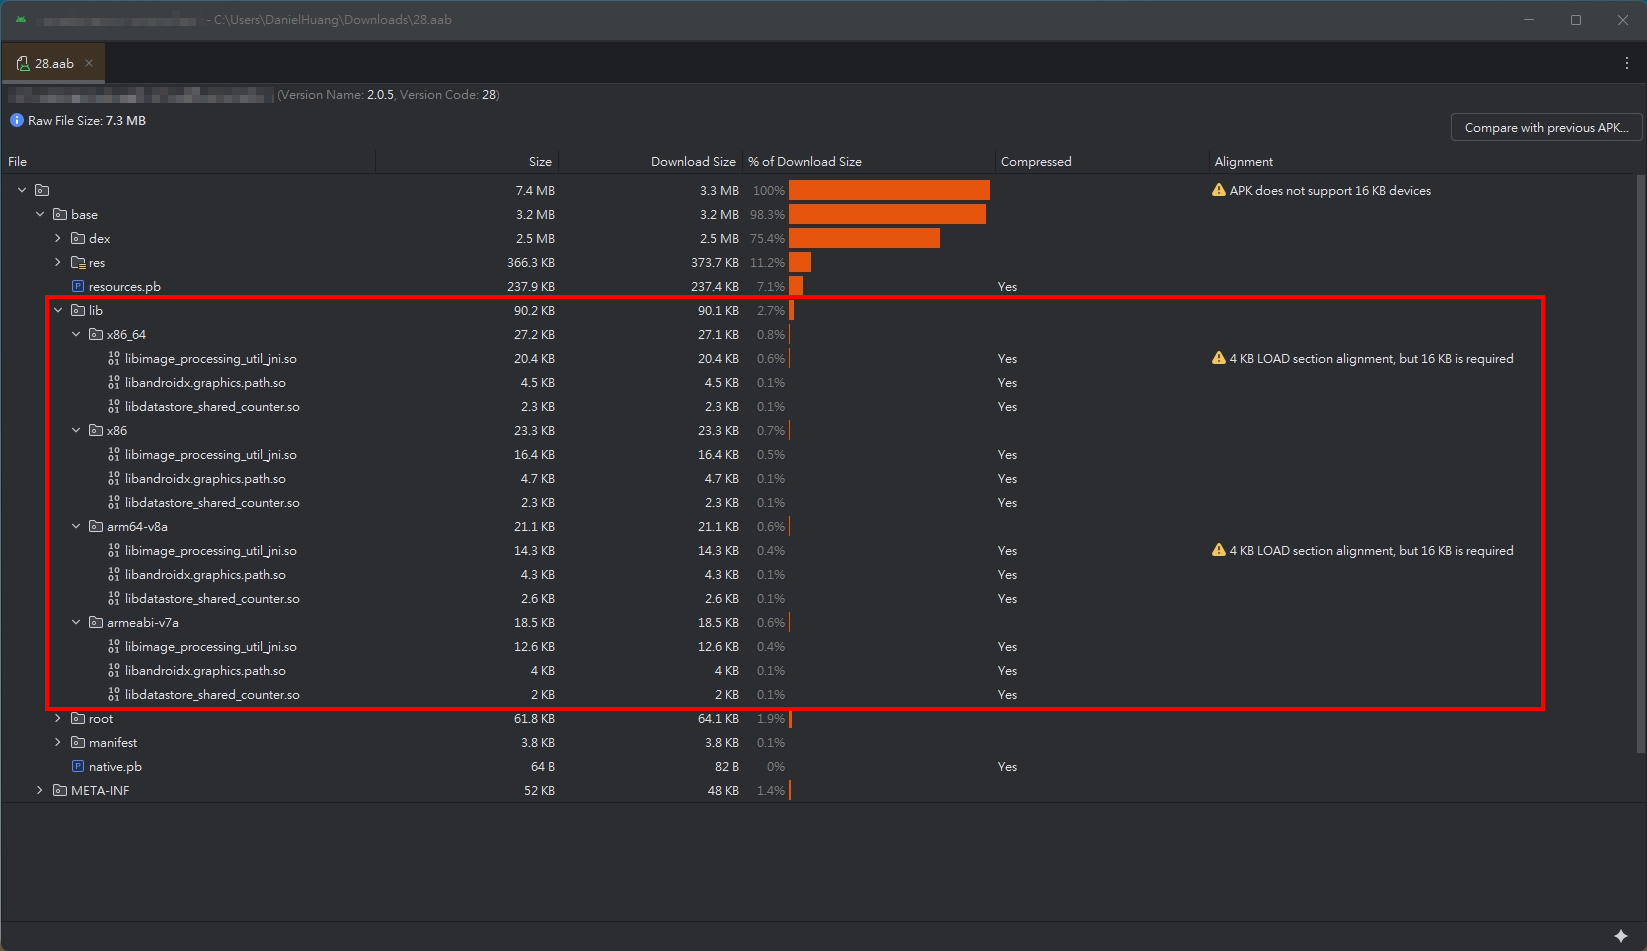 - C:\Users\DanielHuang\Downloads\28.aab
28.aab
(Version Name: 2.0.5, Version Code: 28)
Raw File Size: 7.3 MB
Compare with previous APK...
File Size Download Size % of Download Size Compressed Alignment
7.4 MB 3.3 MB 100% APK does not support 16 KB devices
base 3.2 MB 3.2 MB 98.3%
dex 2.5 MB 2.5 MB 75.4%
res 366.3 KB 373.7 KB 11.2%
resources.pb 237.9 KB 237.4 KB 7.1% Yes
lib 90.2 KB 90.1 KB 2.7%
x86_64 27.2 KB 27.1 KB 0.8%
libimage_processing_util_jni.so 20.4 KB 20.4 KB 0.6% Yes 4 KB LOAD section alignment, but 16 KB is required
libandroidx.graphics.path.so 4.5 KB 4.5 KB 0.1% Yes
libdatastore_shared_counter.so 2.3 KB 2.3 KB 0.1% Yes
x86 23.3 KB 23.3 KB 0.7%
libimage_processing_util_jni.so 16.4 KB 16.4 KB 0.5% Yes
libandroidx.graphics.path.so 4.7 KB 4.7 KB 0.1% Yes
libdatastore_shared_counter.so 2.3 KB 2.3 KB 0.1% Yes
arm64-v8a 21.1 KB 21.1 KB 0.6%
libimage_processing_util_jni.so 14.3 KB 14.3 KB 0.4% Yes 4 KB LOAD section alignment, but 16 KB is required
libandroidx.graphics.path.so 4.3 KB 4.3 KB 0.1% Yes
libdatastore_shared_counter.so 2.6 KB 2.6 KB 0.1% Yes
armeabi-v7a 18.5 KB 18.5 KB 0.6%
libimage_processing_util_jni.so 12.6 KB 12.6 KB 0.4% Yes
libandroidx.graphics.path.so 4 KB 4 KB 0.1% Yes
libdatastore_shared_counter.so 2 KB 2 KB 0.1% Yes
root 61.8 KB 64.1 KB 1.9%
manifest 3.8 KB 3.8 KB 0.1%
native.pb 64 B 82 B 0% Yes
META-INF 52 KB 48 KB 1.4%